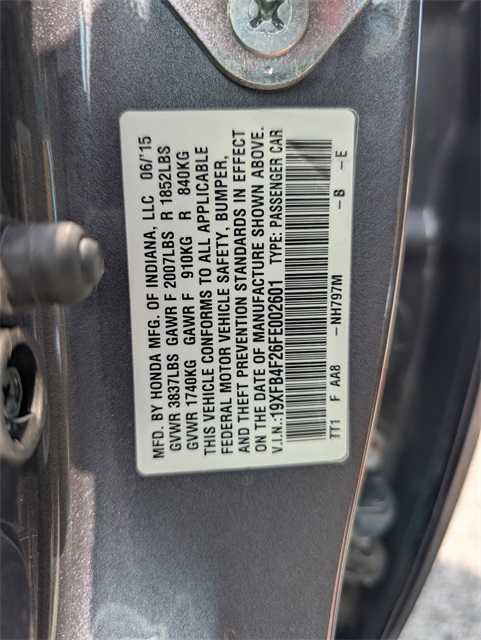 MFD. BY HONDA MFG. OF INDIANA, LLC 06/'15
GVWR 3837LBS GAWR F 2007LBS R 1852LBS
GVWR 1740KG GAWR F 910KG R 840KG
THIS VEHICLE CONFORMS TO ALL APPLICABLE
FEDERAL MOTOR VEHICLE SAFETY, BUMPER,
AND THEFT PREVENTION STANDARDS IN EFFECT
ON THE DATE OF MANUFACTURE SHOWN ABOVE.
V.I.N.:19XFB4F26FE002601 TYPE: PASSENGER CAR
TT1 F AA8 -NH797M -B -E